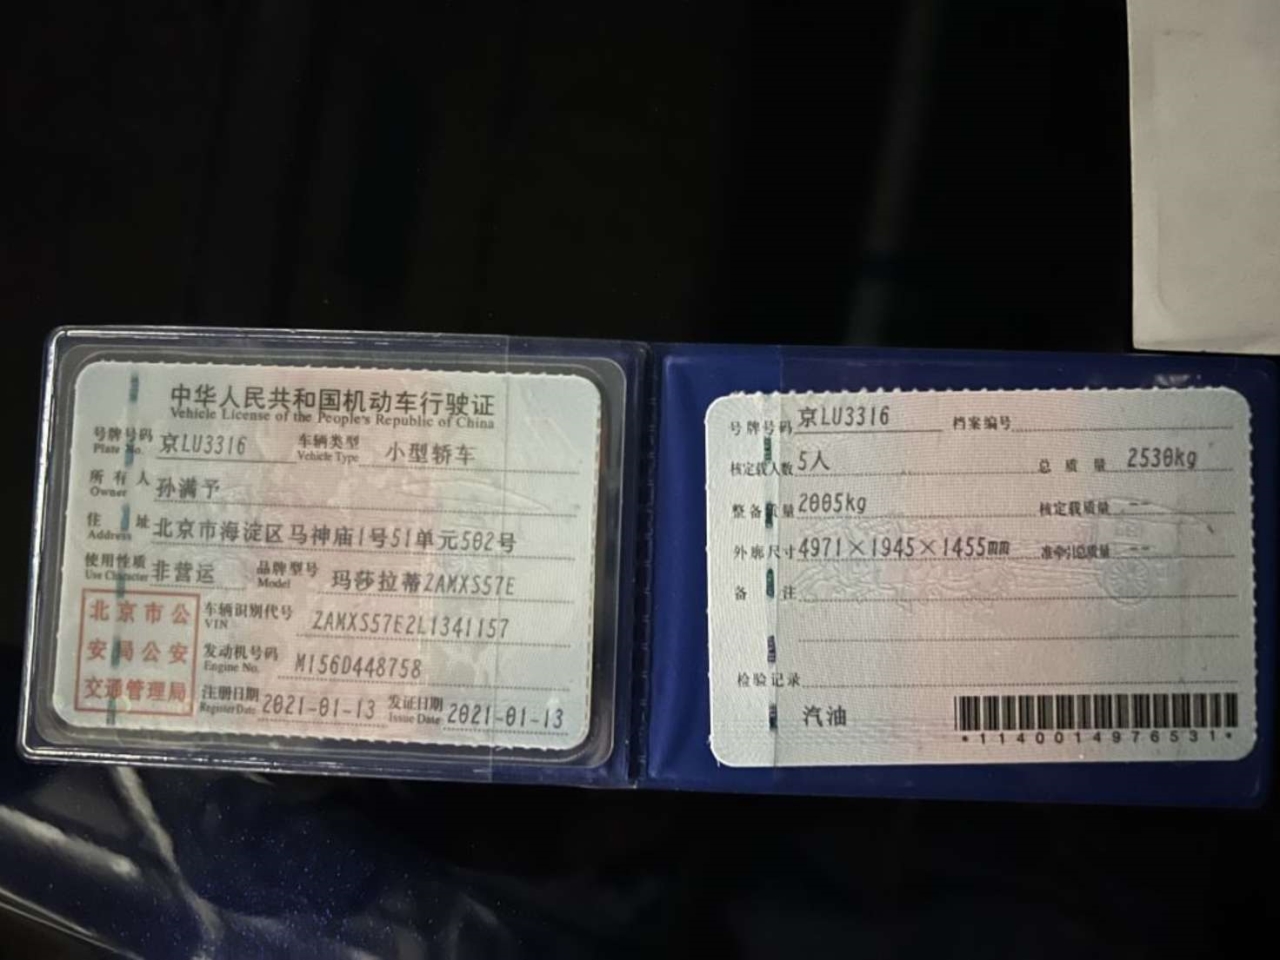 中华人民共和国机动车行驶证
Vehicle License of the People's Republic of China
号牌号码 京LU3316 车辆类型 小型轿车
Plate No. Vehicle Type
所有人 孙满予
Owner
住址 北京市海淀区马神庙1号51单元502号
Address
使用性质 非营运 品牌型号 玛莎拉蒂ZAMXS57E
Use Character Model
北京市公安局公安交通管理局
车辆识别代号 ZAMXS57E2L1341157
VIN
发动机号码 M156D448758
Engine No.
注册日期 2021-01-13 发证日期 2021-01-13
Register Date Issue Date
号牌号码 京LU3316 档案编号
核定载人数 5人 总质量 2530kg
整备质量 2005kg 核定载质量 --
外廓尺寸 4971×1945×1455mm 准牵引总质量 --
备注
检验记录
汽油
*1140014976531*